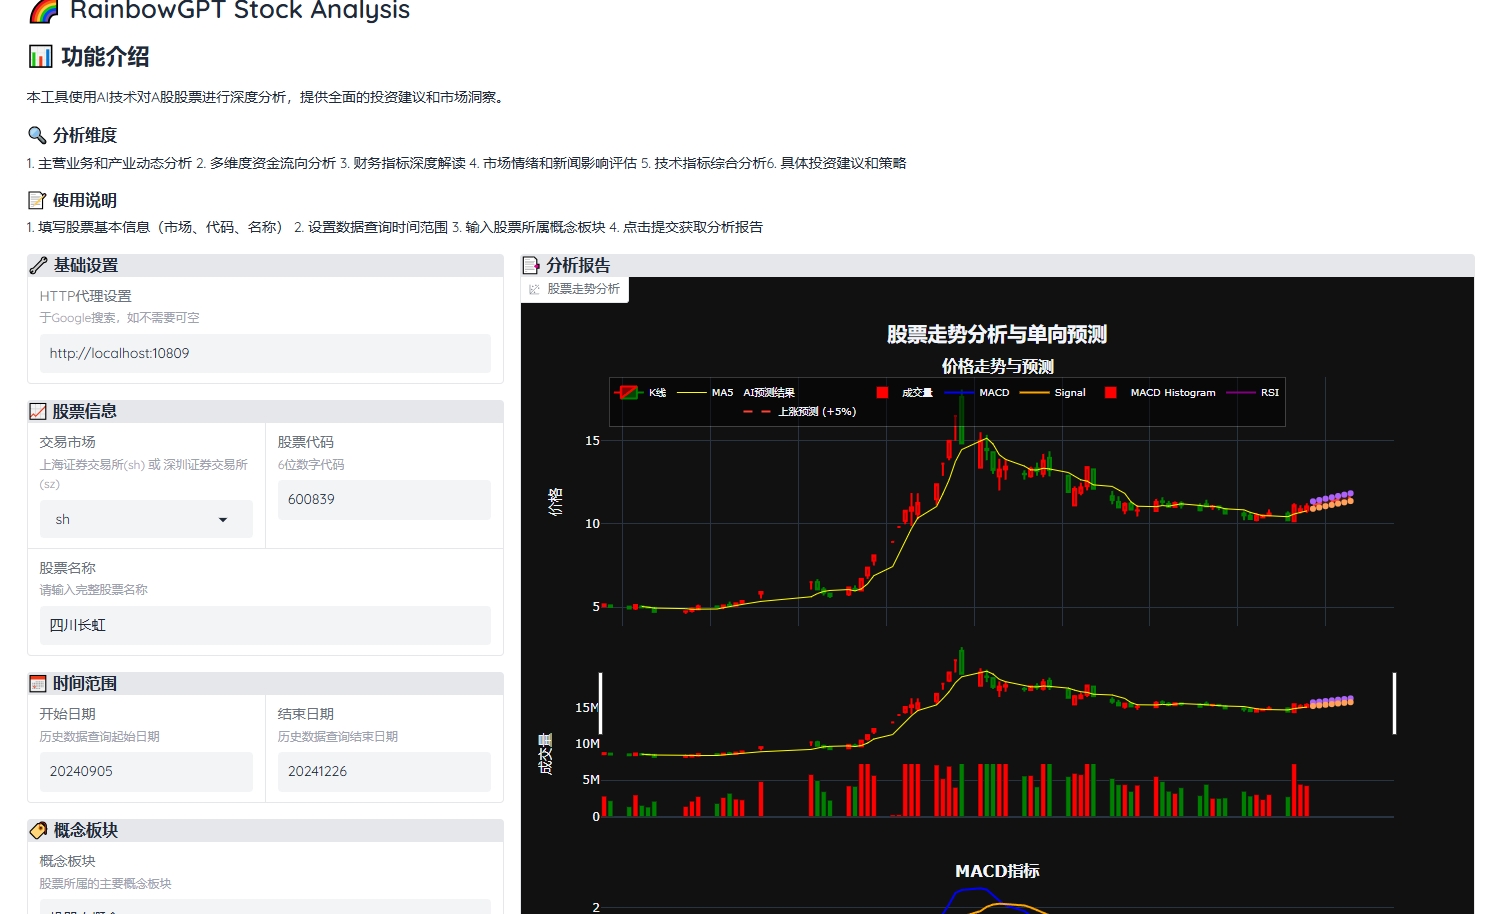 RainbowGPT Stock Analysis
功能介绍
本工具使用AI技术对A股股票进行深度分析，提供全面的投资建议和市场洞察。
分析维度
1. 主营业务和产业动态分析 2. 多维度资金流向分析 3. 财务指标深度解读 4. 市场情绪和新闻影响评估 5. 技术指标综合分析6. 具体投资建议和策略
使用说明
1. 填写股票基本信息（市场、代码、名称） 2. 设置数据查询时间范围 3. 输入股票所属概念板块 4. 点击提交获取分析报告
基础设置
HTTP代理设置
于Google搜索，如不需要可空
http://localhost:10809
股票信息
交易市场
上海证券交易所(sh) 或 深圳证券交易所
(sz)
sh
股票代码
6位数字代码
600839
股票名称
请输入完整股票名称
四川长虹
时间范围
开始日期
历史数据查询起始日期
20240905
结束日期
历史数据查询结束日期
20241226
概念板块
概念板块
股票所属的主要概念板块
分析报告
股票走势分析
股票走势分析与单向预测
价格走势与预测
K线 MA5 AI预测结果 成交量 MACD Signal MACD Histogram RSI
上涨预测 (+5%)
15
10
5
价格
15M
10M
5M
0
成交量
MACD指标
2